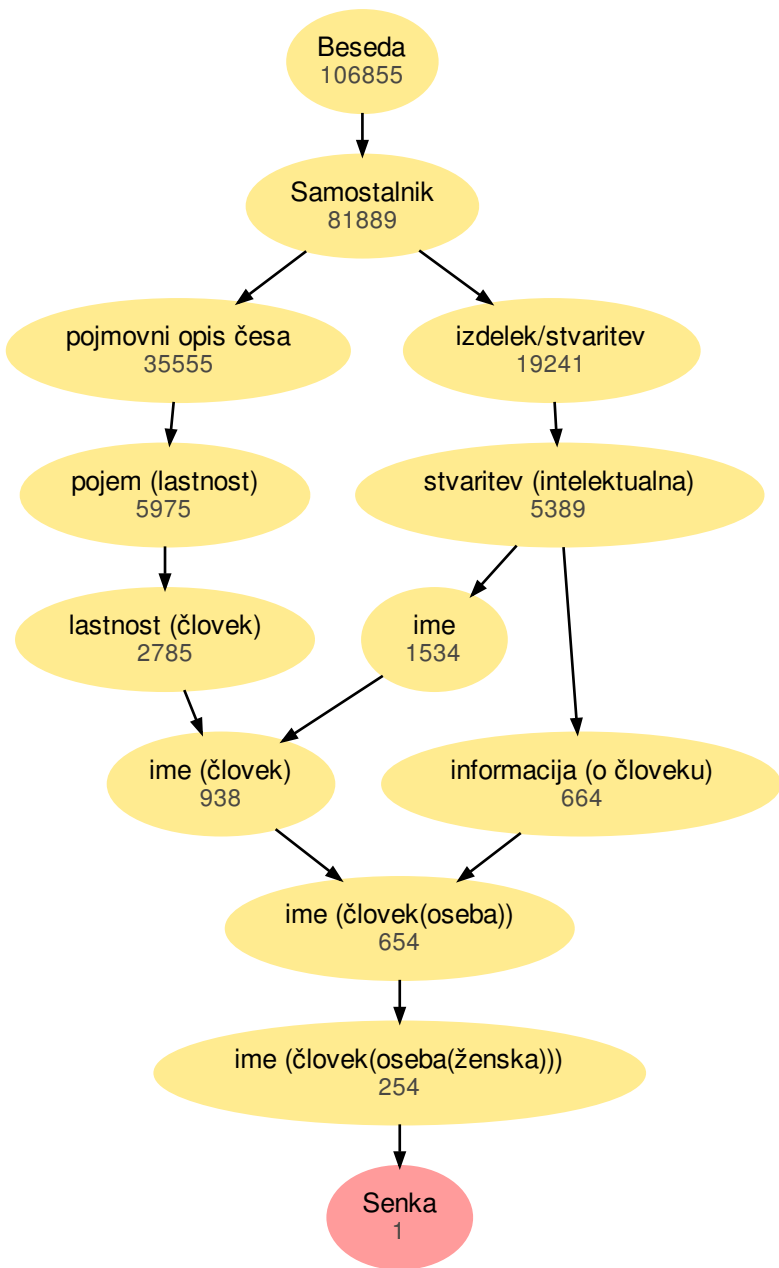 Beseda
106855
Samostalnik
81889
pojmovni opis česa
35555
izdelek/stvaritev
19241
pojem (lastnost)
5975
stvaritev (intelektualna)
5389
lastnost (človek)
2785
ime
1534
ime (človek)
938
informacija (o človeku)
664
ime (človek(oseba))
654
ime (človek(oseba(ženska)))
254
Senka
1